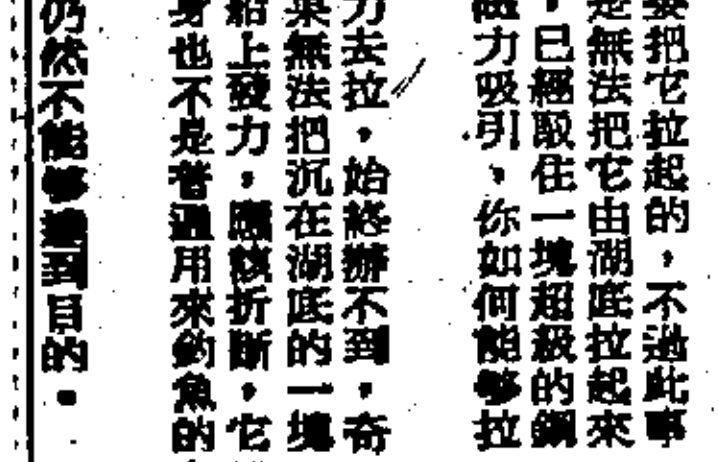 要把它拉起的，不過此事
是無法把它由湖底拉起來
，已經馭住一塊超級的鋼
磁力吸引，你如何能夠拉
力去拉，始終辦不到，奇
果無法把沉在湖底的一塊
船上發力，應該折斷，它
身也不是普通用來釣魚的
仍然不能夠達到目的。